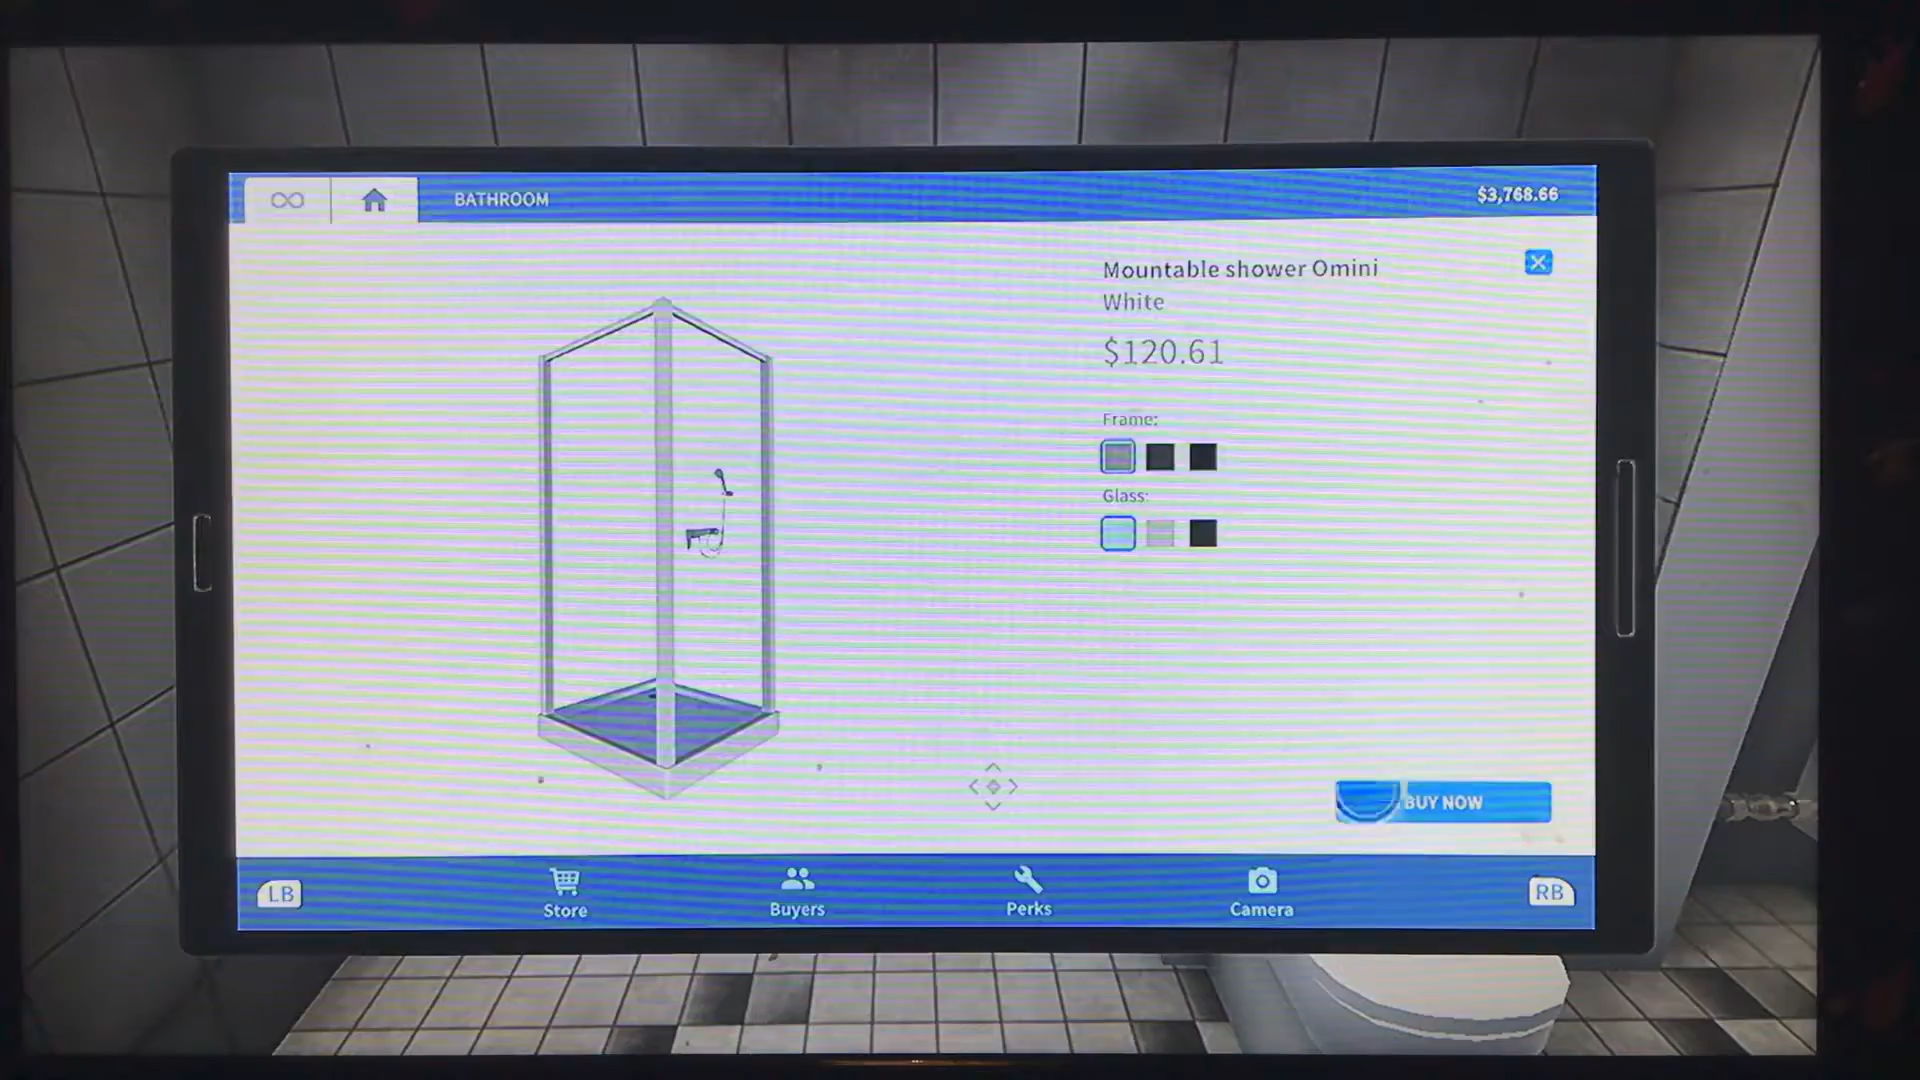 BATHROOM
$3,768.66
Mountable shower Omini
White
$120.61
Frame:
Glass:
BUY NOW
LB
Store
Buyers
Perks
Camera
RB